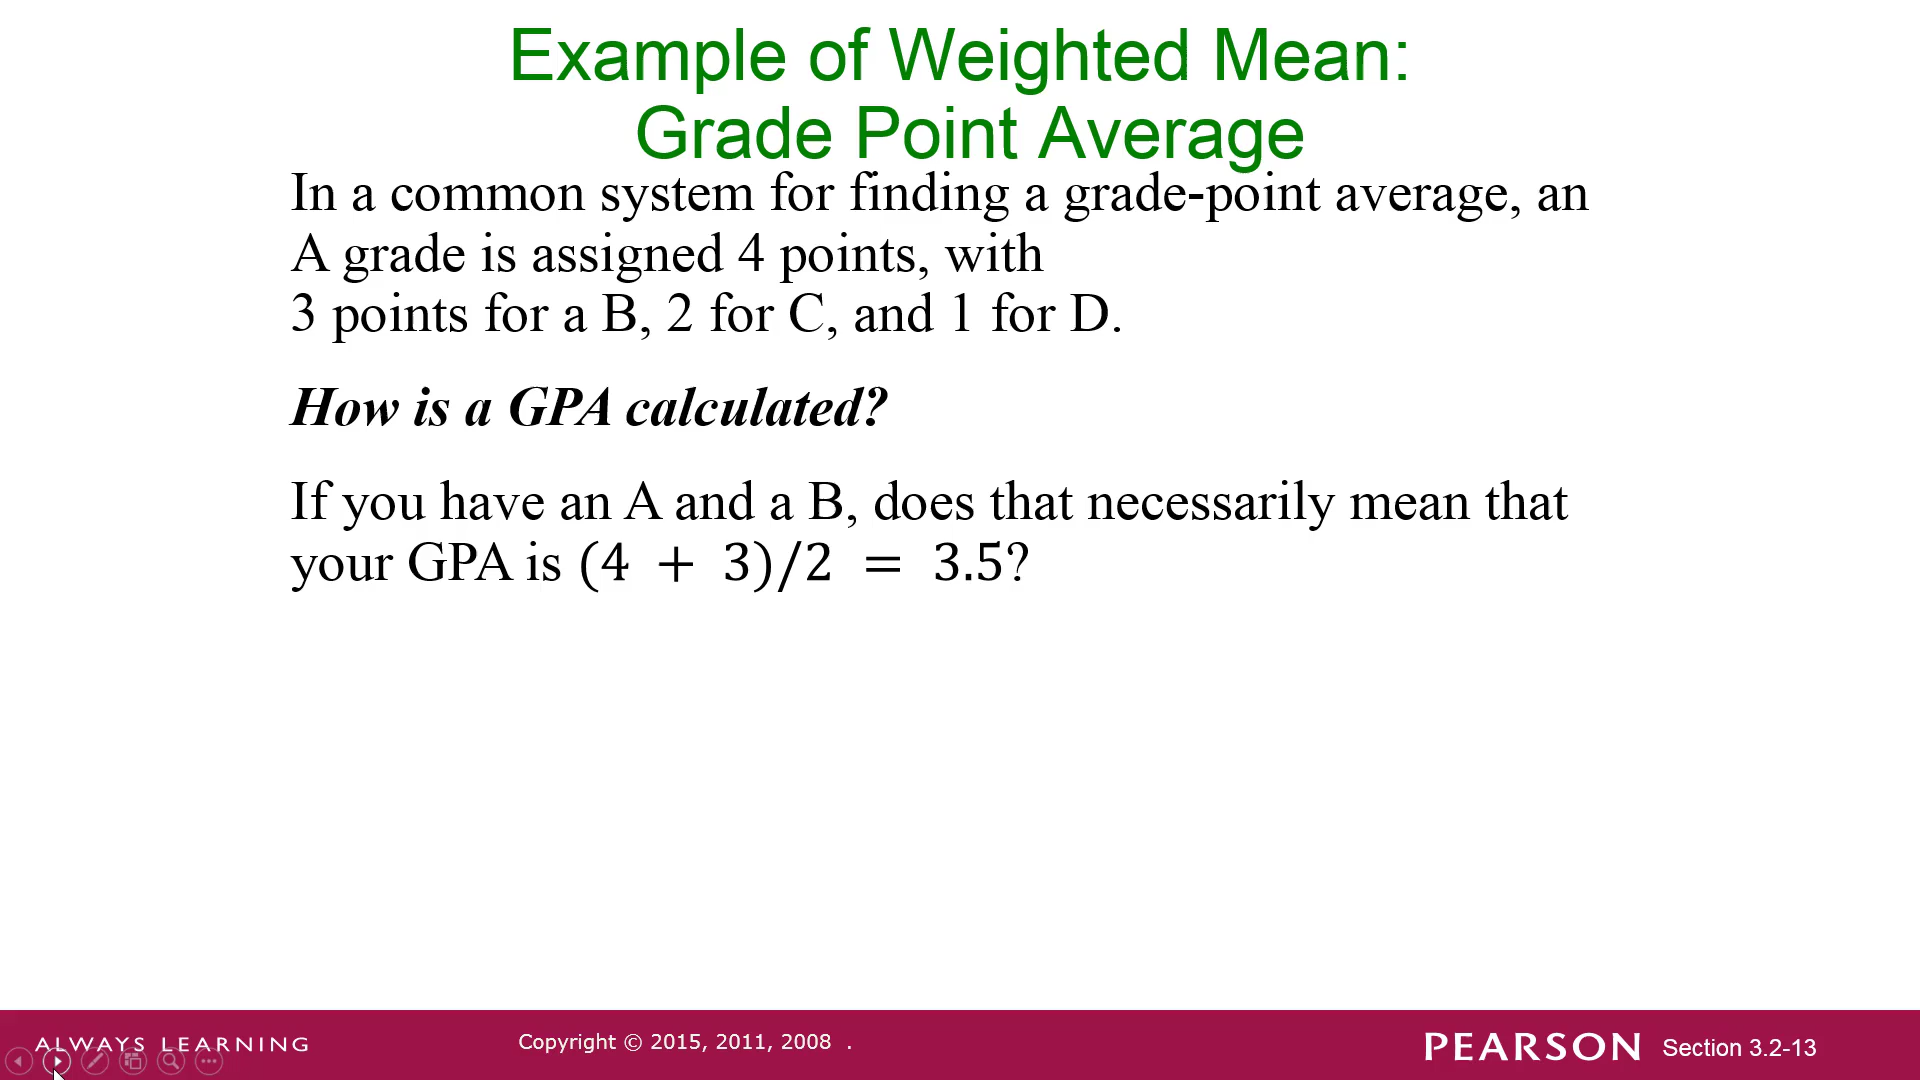 Example of Weighted Mean:
Grade Point Average
In a common system for finding a grade-point average, an
A grade is assigned 4 points, with
3 points for a B, 2 for C, and 1 for D.
How is a GPA calculated?
If you have an A and a B, does that necessarily mean that
your GPA is (4 + 3)/2 = 3.5?
ALWAYS LEARNING
Copyright © 2015, 2011, 2008 .
PEARSON
Section 3.2-13